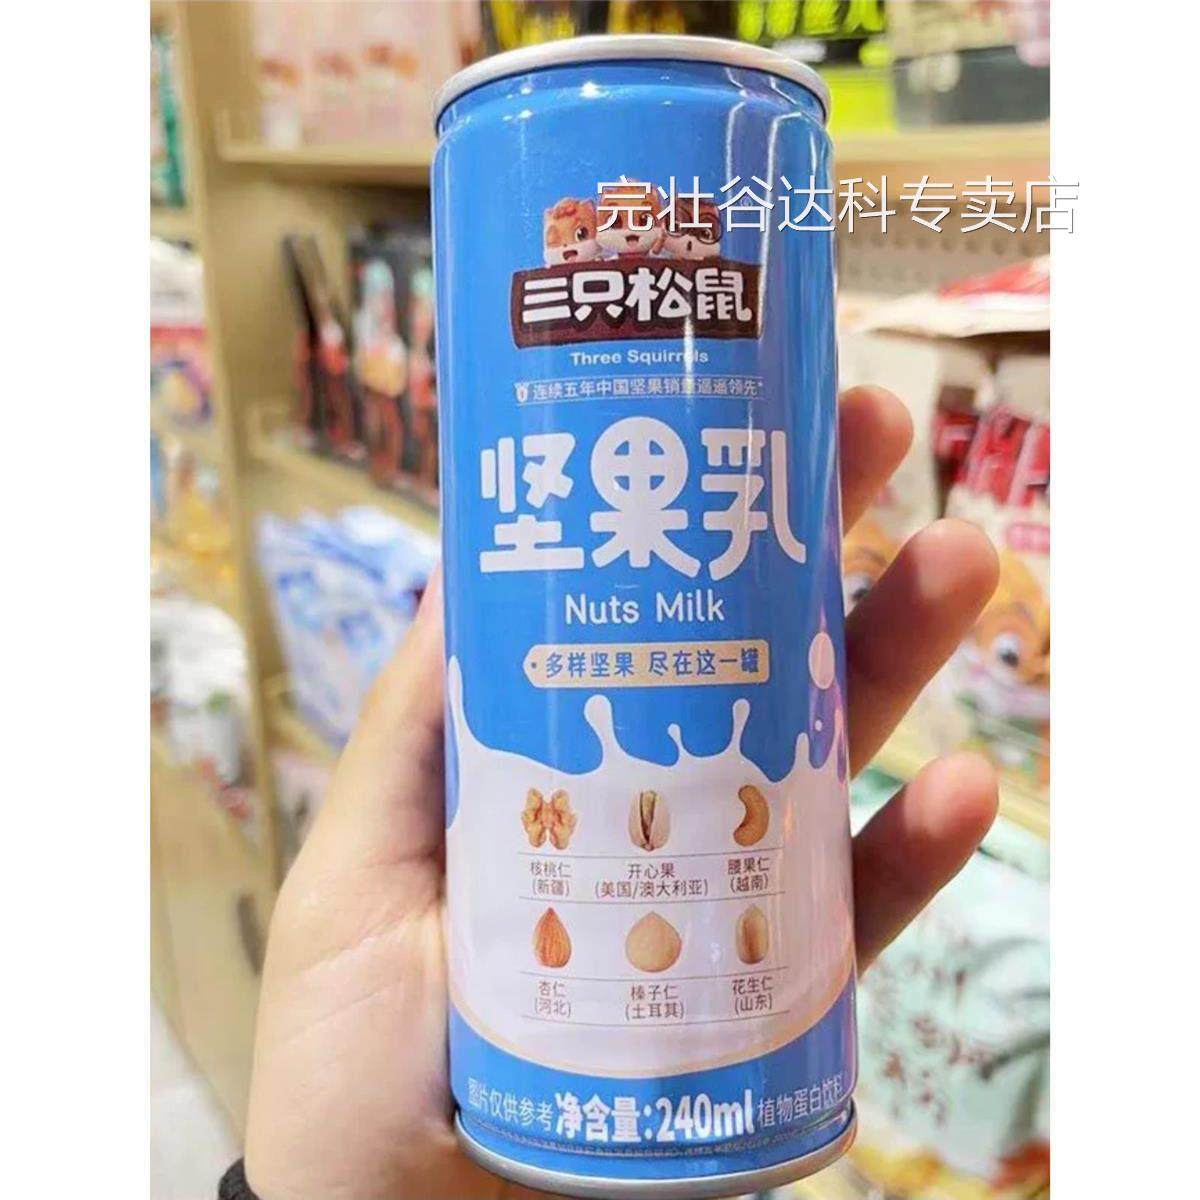 完壮谷达科专卖店
三只松鼠
Three Squirrels
连续五年中国坚果销量遥遥领先*
坚果乳
Nuts Milk
多样坚果 尽在这一罐
核桃仁
(新疆)
开心果
(美国/澳大利亚)
腰果仁
(越南)
杏仁
(河北)
榛子仁
(土耳其)
花生仁
(山东)
图片仅供参考 净含量:240ml 植物蛋白饮料